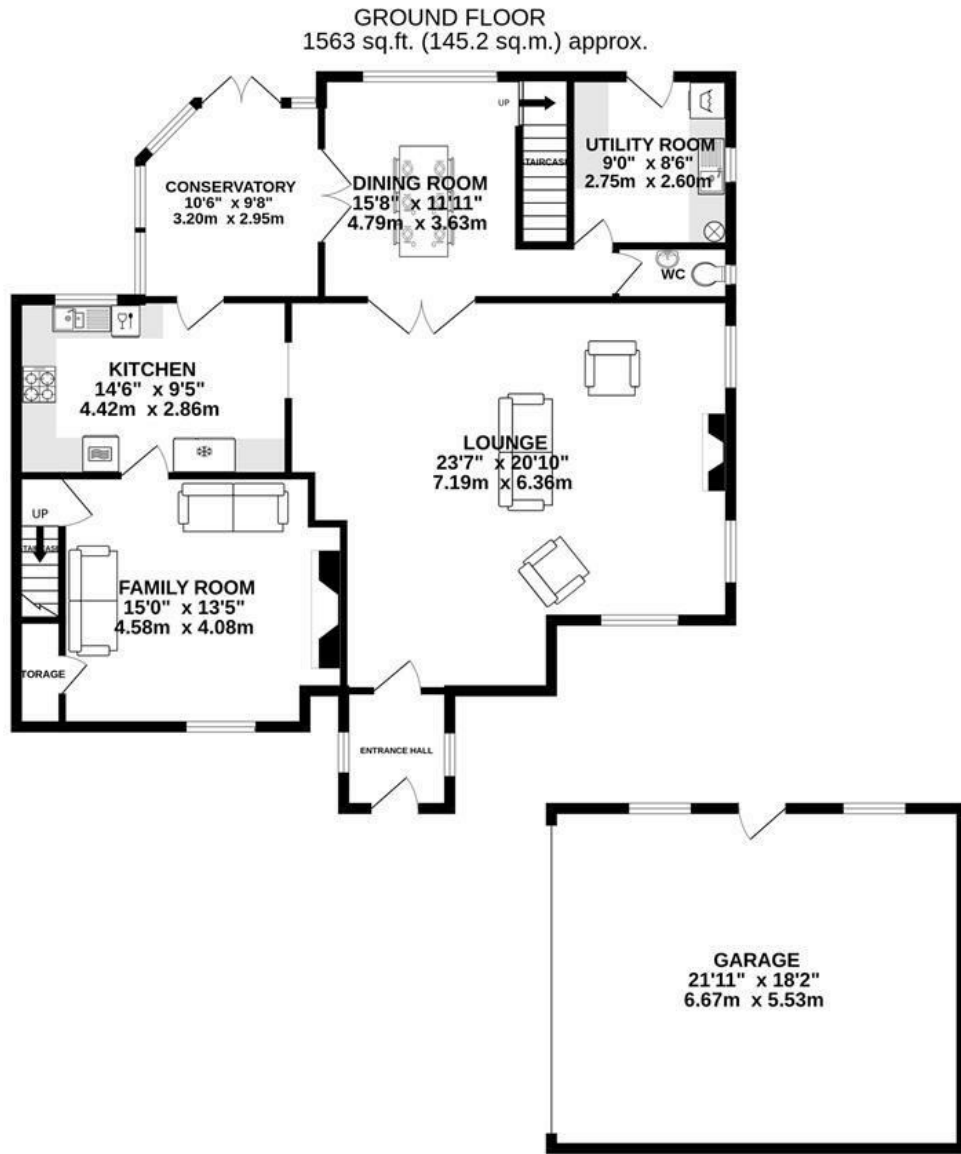 GROUND FLOOR
1563 sq.ft. (145.2 sq.m.) approx.
UP
STAIRCASE
UTILITY ROOM
9'0" x 8'6"
2.75m x 2.60m
CONSERVATORY
10'6" x 9'8"
3.20m x 2.95m
DINING ROOM
15'8" x 11'11"
4.79m x 3.63m
WC
KITCHEN
14'6" x 9'5"
4.42m x 2.86m
LOUNGE
23'7" x 20'10"
7.19m x 6.36m
UP
STAIRCASE
FAMILY ROOM
15'0" x 13'5"
4.58m x 4.08m
TORAGE
ENTRANCE HALL
GARAGE
21'11" x 18'2"
6.67m x 5.53m